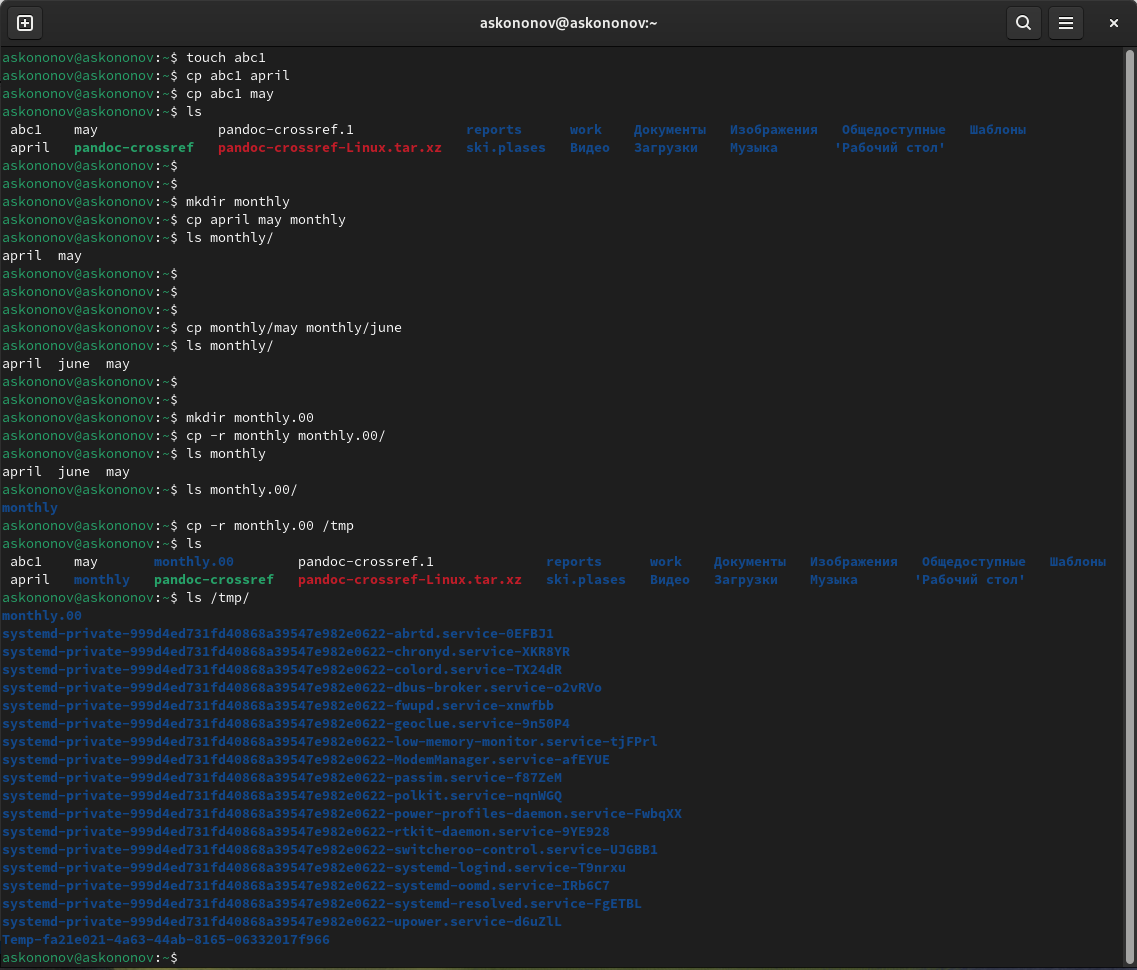 askononov@askononov:~
askononov@askononov:~$ touch abc1
askononov@askononov:~$ cp abc1 april
askononov@askononov:~$ cp abc1 may
askononov@askononov:~$ ls
abc1 may pandoc-crossref.1 reports work Документы Изображения Общедоступные Шаблоны
april pandoc-crossref pandoc-crossref-Linux.tar.xz ski.plases Видео Загрузки Музыка 'Рабочий стол'
askononov@askononov:~$
askononov@askononov:~$
askononov@askononov:~$ mkdir monthly
askononov@askononov:~$ cp april may monthly
askononov@askononov:~$ ls monthly/
april may
askononov@askononov:~$
askononov@askononov:~$
askononov@askononov:~$
askononov@askononov:~$ cp monthly/may monthly/june
askononov@askononov:~$ ls monthly/
april june may
askononov@askononov:~$
askononov@askononov:~$
askononov@askononov:~$ mkdir monthly.00
askononov@askononov:~$ cp -r monthly monthly.00/
askononov@askononov:~$ ls monthly
april june may
askononov@askononov:~$ ls monthly.00/
monthly
askononov@askononov:~$ cp -r monthly.00 /tmp
askononov@askononov:~$ ls
abc1 may monthly.00 pandoc-crossref.1 reports work Документы Изображения Общедоступные Шаблоны
april monthly pandoc-crossref pandoc-crossref-Linux.tar.xz ski.plases Видео Загрузки Музыка 'Рабочий стол'
askononov@askononov:~$ ls /tmp/
monthly.00
systemd-private-999d4ed731fd40868a39547e982e0622-abrtd.service-0EFBJ1
systemd-private-999d4ed731fd40868a39547e982e0622-chronyd.service-XKR8YR
systemd-private-999d4ed731fd40868a39547e982e0622-colord.service-TX24dR
systemd-private-999d4ed731fd40868a39547e982e0622-dbus-broker.service-o2vRVo
systemd-private-999d4ed731fd40868a39547e982e0622-fwupd.service-xnwfbb
systemd-private-999d4ed731fd40868a39547e982e0622-geoclue.service-9n50P4
systemd-private-999d4ed731fd40868a39547e982e0622-low-memory-monitor.service-tjFPrl
systemd-private-999d4ed731fd40868a39547e982e0622-ModemManager.service-afEYUE
systemd-private-999d4ed731fd40868a39547e982e0622-passim.service-f87ZeM
systemd-private-999d4ed731fd40868a39547e982e0622-polkit.service-nqnWGQ
systemd-private-999d4ed731fd40868a39547e982e0622-power-profiles-daemon.service-FwbqXX
systemd-private-999d4ed731fd40868a39547e982e0622-rtkit-daemon.service-9YE928
systemd-private-999d4ed731fd40868a39547e982e0622-switcheroo-control.service-UJGBB1
systemd-private-999d4ed731fd40868a39547e982e0622-systemd-logind.service-T9nrxu
systemd-private-999d4ed731fd40868a39547e982e0622-systemd-oomd.service-IRb6C7
systemd-private-999d4ed731fd40868a39547e982e0622-systemd-resolved.service-FgETBL
systemd-private-999d4ed731fd40868a39547e982e0622-upower.service-d6uZlL
Temp-fa21e021-4a63-44ab-8165-06332017f966
askononov@askononov:~$